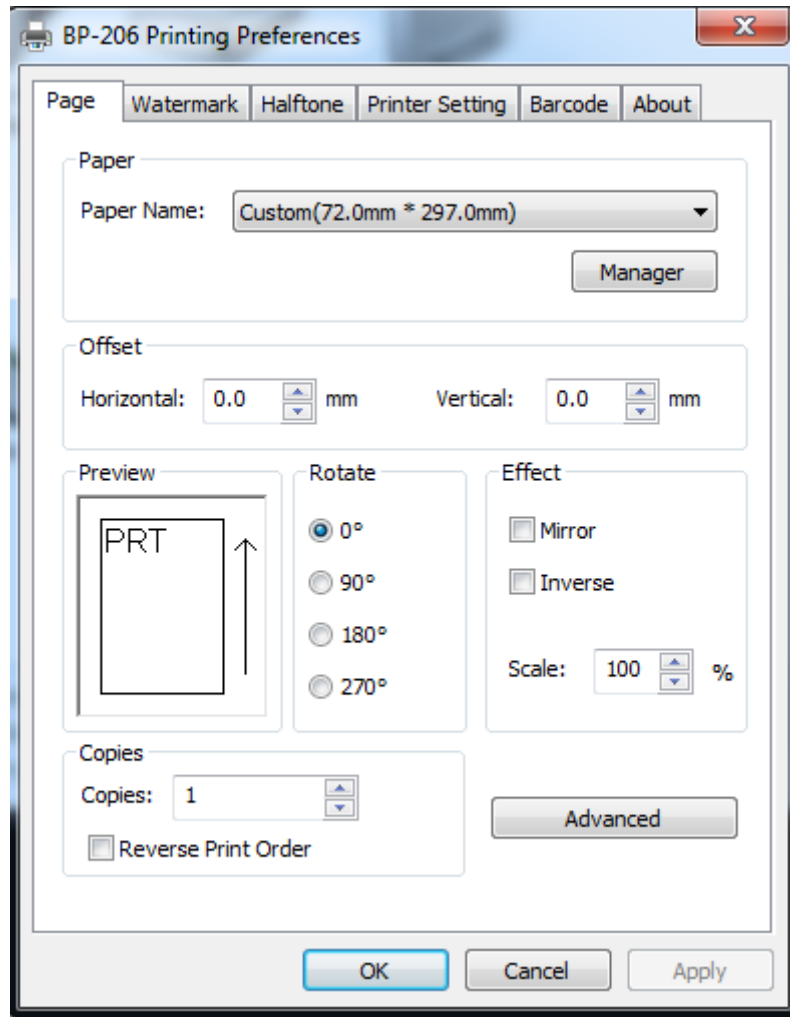 BP-206 Printing Preferences
Page Watermark Halftone Printer Setting Barcode About
Paper
Paper Name: Custom(72.0mm * 297.0mm)
Manager
Offset
Horizontal: 0.0 mm Vertical: 0.0 mm
Preview Rotate Effect
PRT 0° Mirror
90° Inverse
180°
Scale: 100 %
270°
Copies
Copies: 1
Advanced
Reverse Print Order
OK Cancel Apply